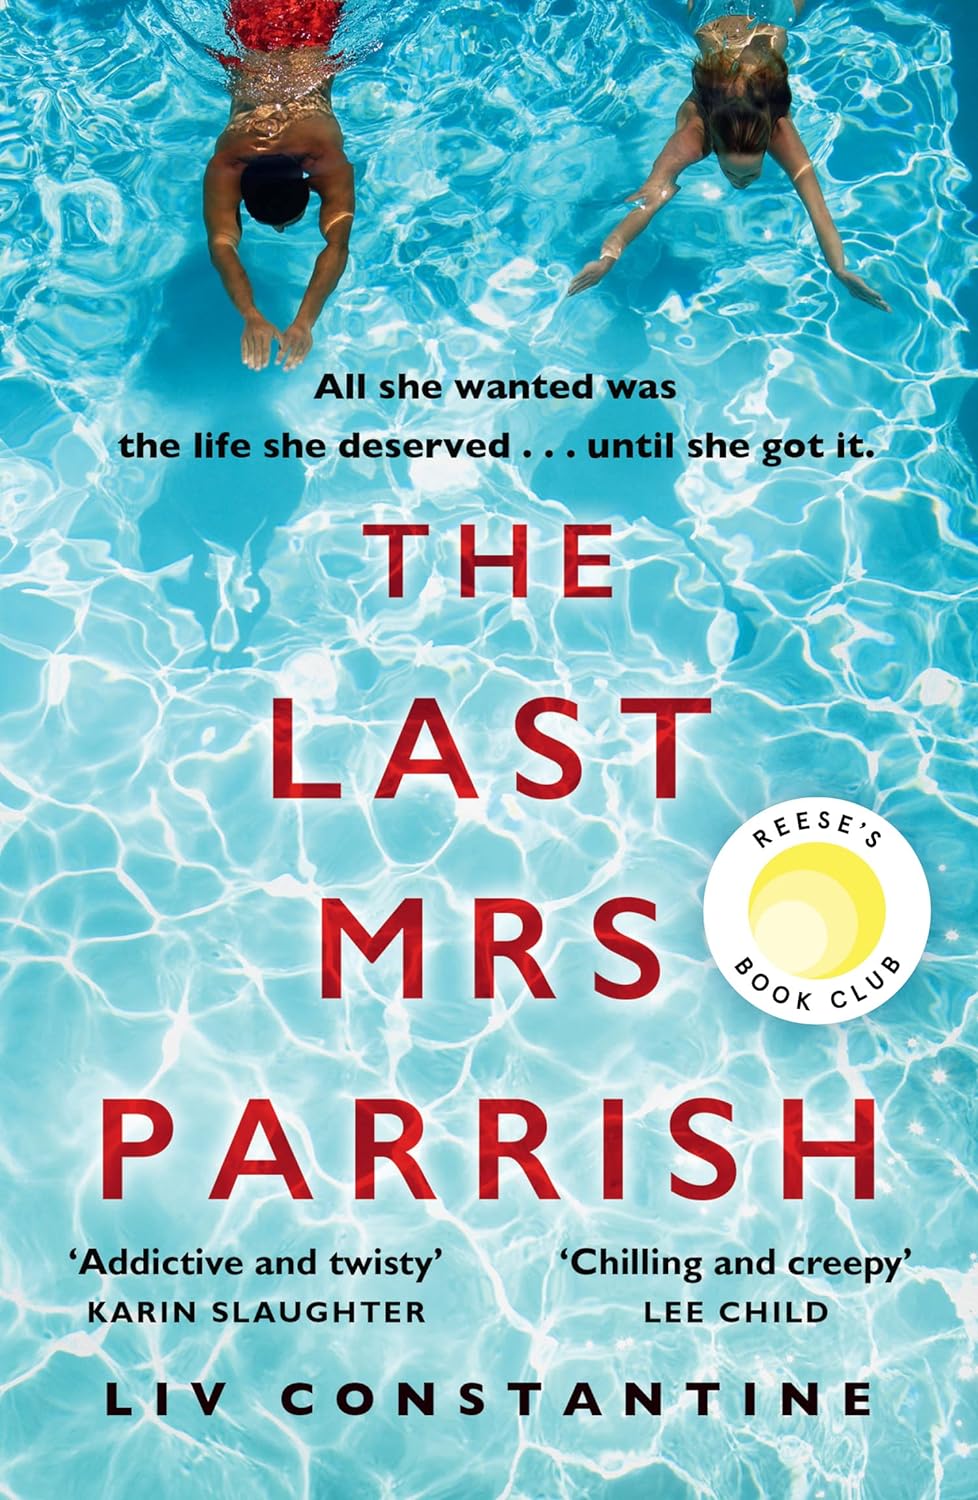 All she wanted was
the life she deserved . . . until she got it.
THE
LAST
MRS
PARRISH
REESE’S
BOOK CLUB
‘Addictive and twisty’
KARIN SLAUGHTER
‘Chilling and creepy’
LEE CHILD
LIV CONSTANTINE